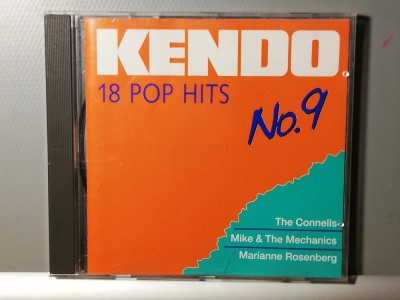 KENDO
18 POP HITS
No.9
The Connells
Mike & The Mechanics
Marianne Rosenberg